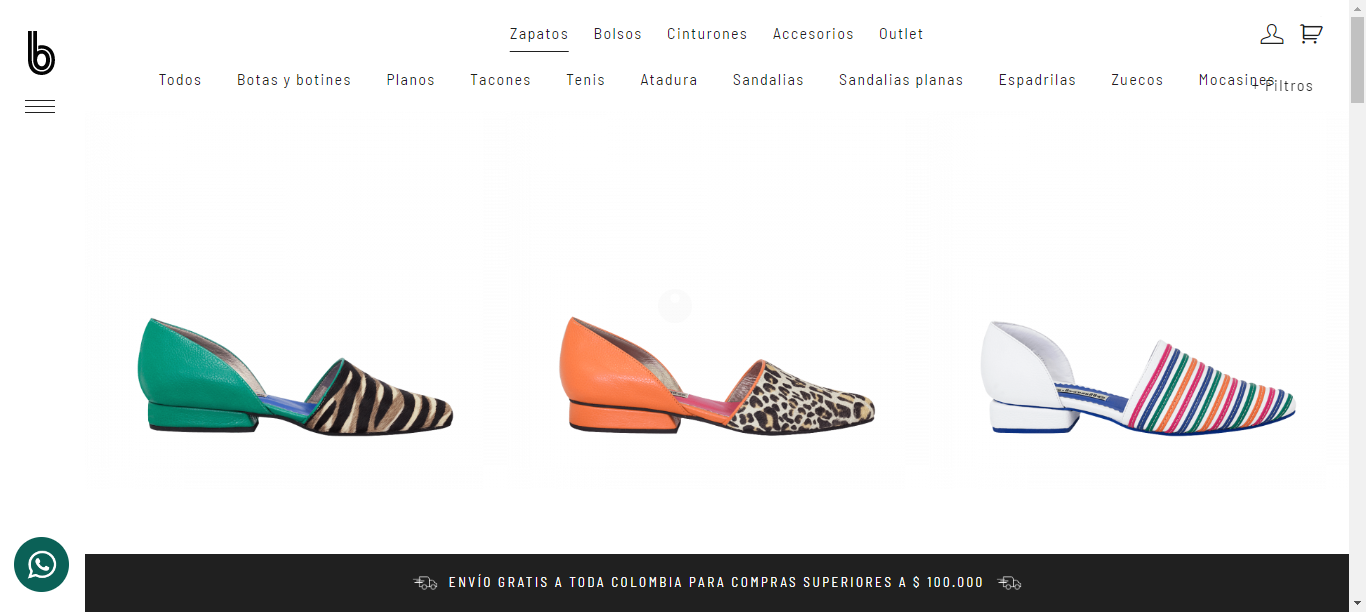 b
Zapatos Bolsos Cinturones Accesorios Outlet
Todos Botas y botines Planos Tacones Tenis Atadura Sandalias Sandalias planas Espadrilas Zuecos Mocasines
+ Filtros
ENVÍO GRATIS A TODA COLOMBIA PARA COMPRAS SUPERIORES A $ 100.000